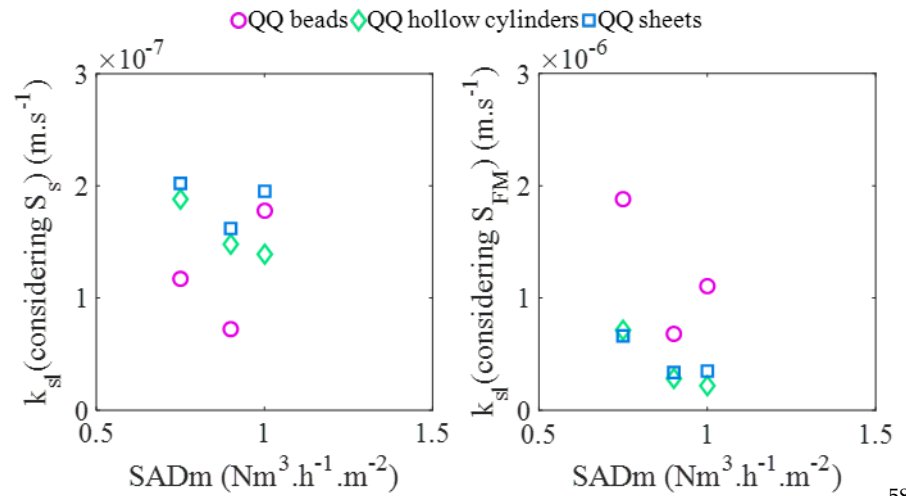 QQ beads QQ hollow cylinders QQ sheets
×10⁻⁷
3
2
1
0
0.5 1 1.5
k_sl (considering S_s) (m.s⁻¹)
SADm (Nm³.h⁻¹.m⁻²)
×10⁻⁶
3
2
1
0
0.5 1 1.5
k_sl (considering S_FM) (m.s⁻¹)
SADm (Nm³.h⁻¹.m⁻²)